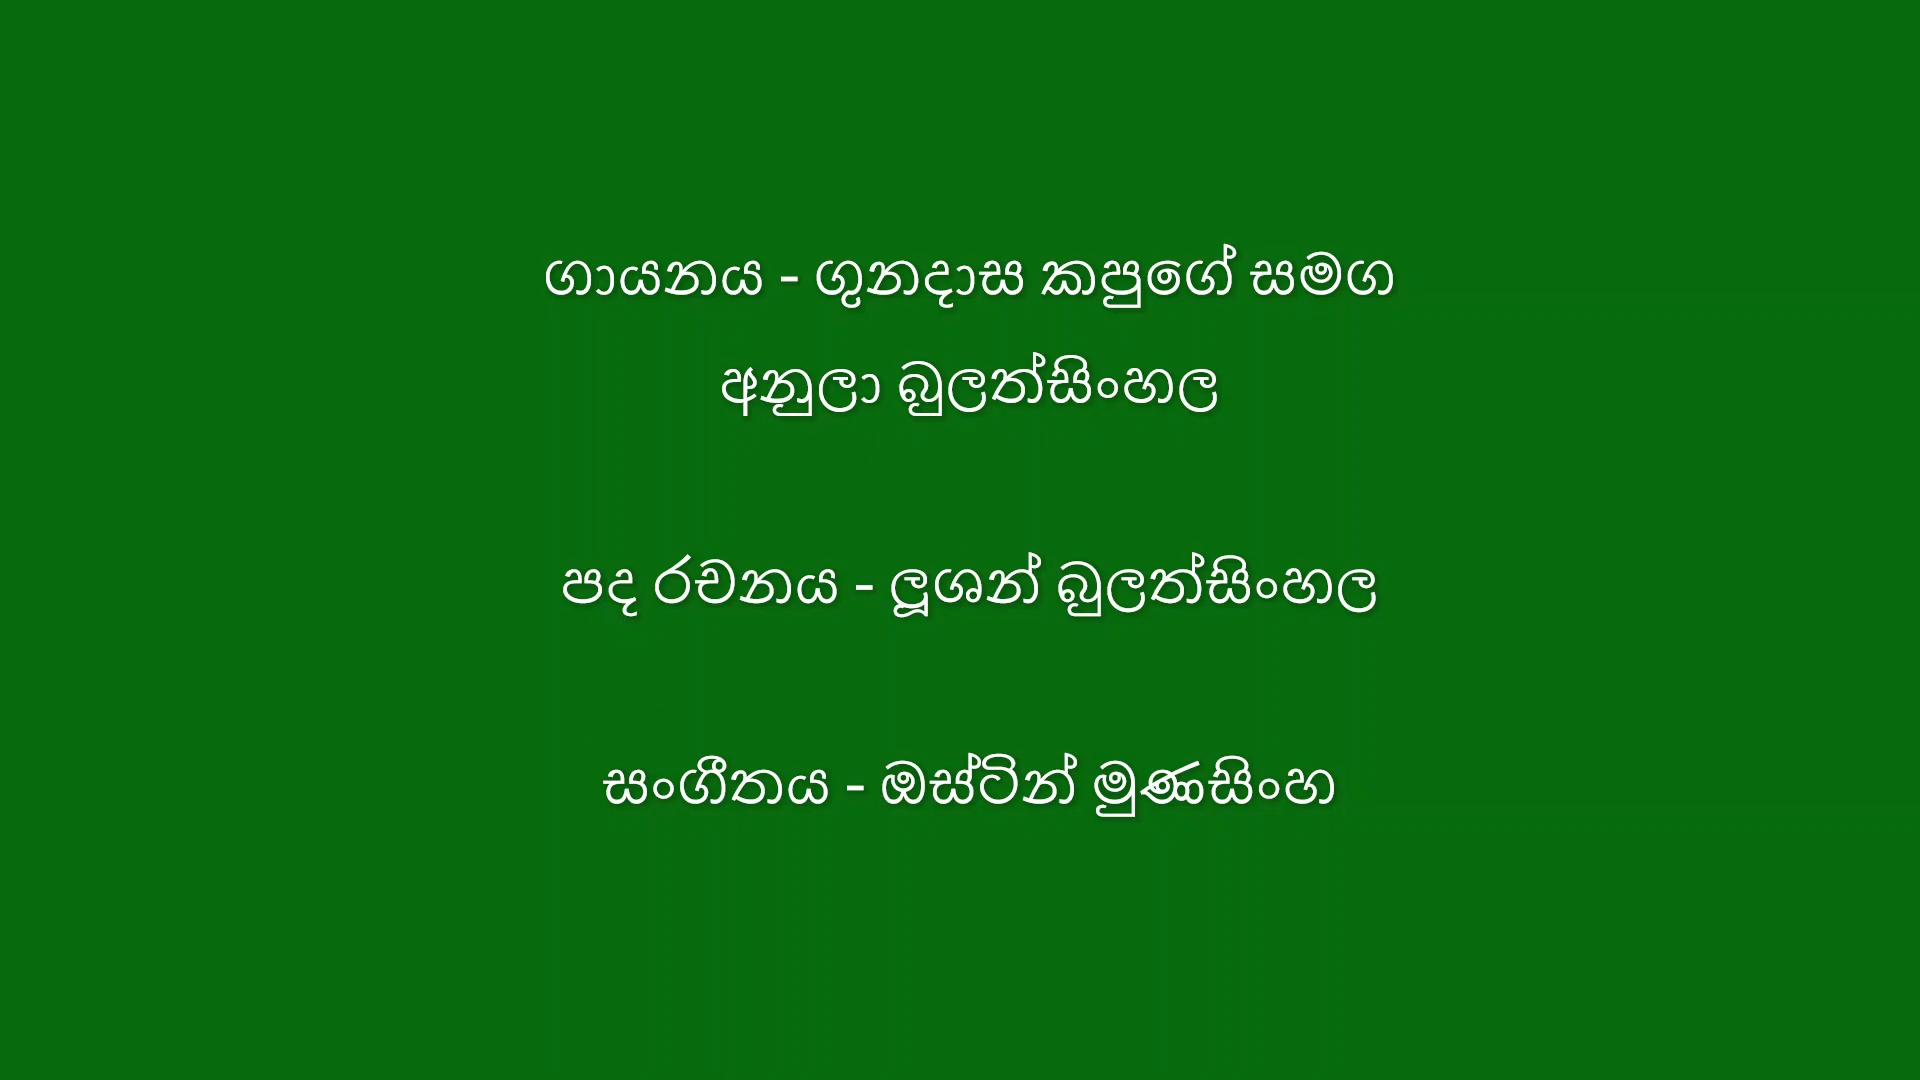 ගායනය - ගුනදාස කපුගේ සමග
අනුලා බුලත්සිංහල
පද රචනය - ලූශන් බුලත්සිංහල
සංගීතය - ඔස්ටින් මුණසිංහ